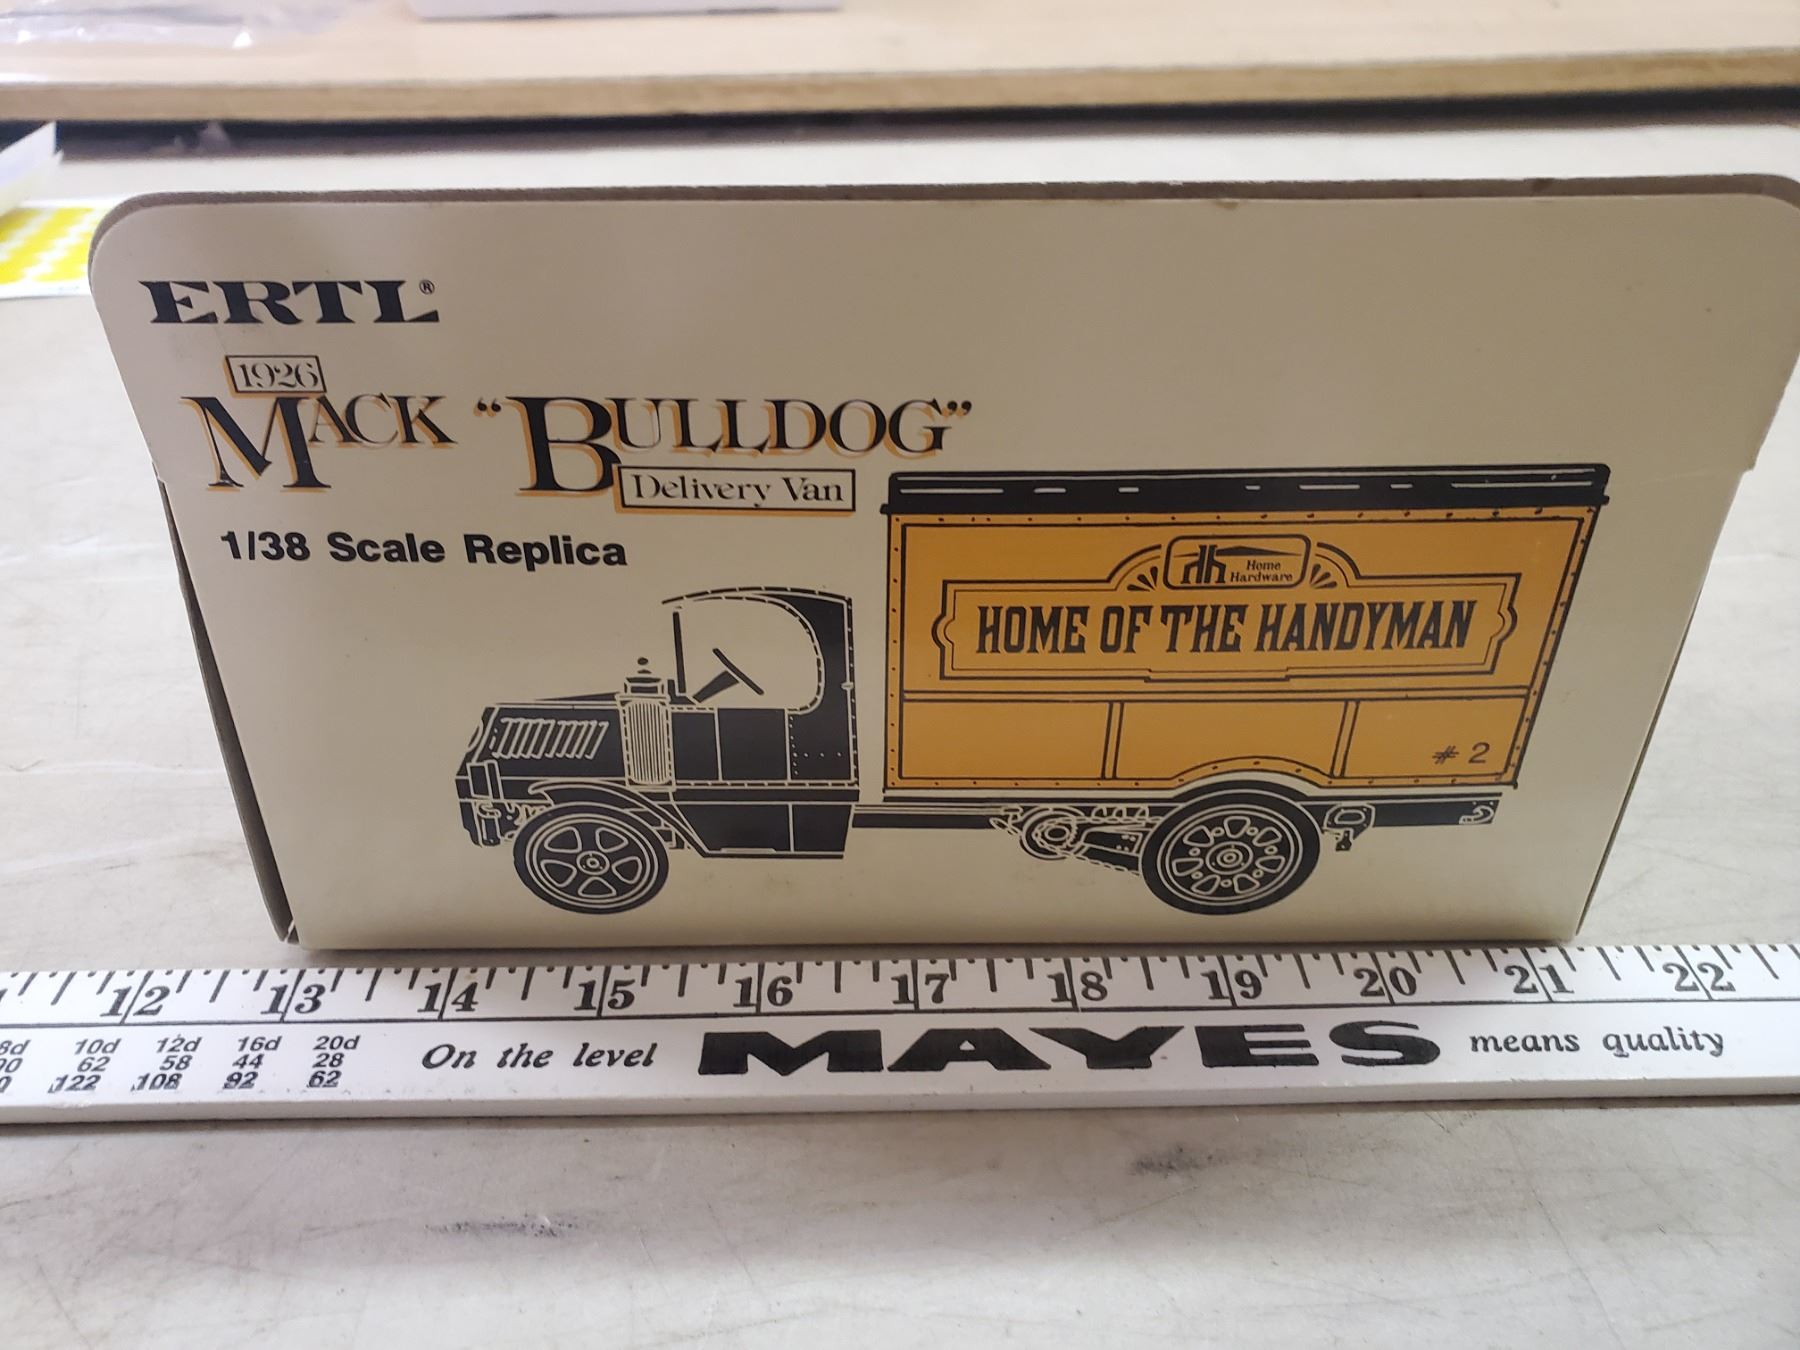 ERTL®
1926
MACK "BULLDOG"
Delivery Van
1/38 Scale Replica
hh Home
Hardware
HOME OF THE HANDYMAN
# 2
12 13 14 15 16 17 18 19 20 21 22
8d 10d 12d 16d 20d
62 58 44 28
122 108 92 62
On the level MAYES means quality